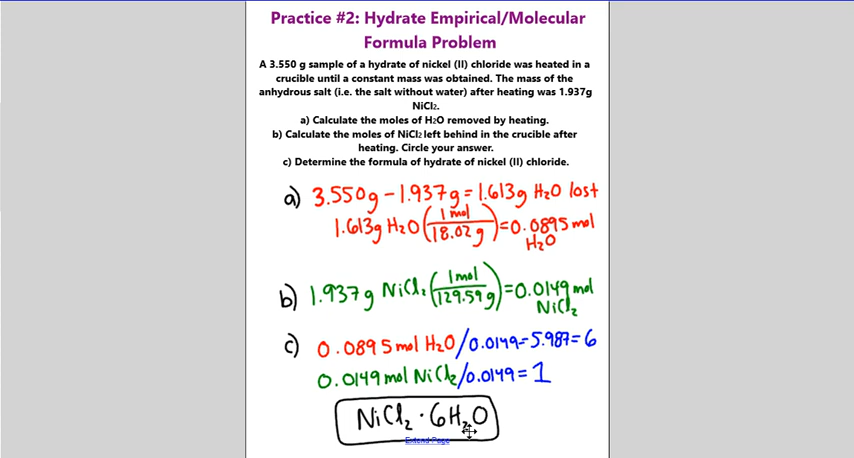 Practice #2: Hydrate Empirical/Molecular
Formula Problem
A 3.550 g sample of a hydrate of nickel (II) chloride was heated in a
crucible until a constant mass was obtained. The mass of the
anhydrous salt (i.e. the salt without water) after heating was 1.937g
NiCl₂.
a) Calculate the moles of H₂O removed by heating.
b) Calculate the moles of NiCl₂ left behind in the crucible after
heating. Circle your answer.
c) Determine the formula of hydrate of nickel (II) chloride.
a) 3.550g - 1.937g = 1.613g H₂O lost
1.613g H₂O (1 mol / 18.02 g) = 0.0895 mol
H₂O
b) 1.937g NiCl₂ (1mol / 129.59g) = 0.0149 mol
NiCl₂
c) 0.0895 mol H₂O/0.0149 = 5.987 = 6
0.0149 mol NiCl₂/0.0149 = 1
NiCl₂ · 6H₂O
Extend Page